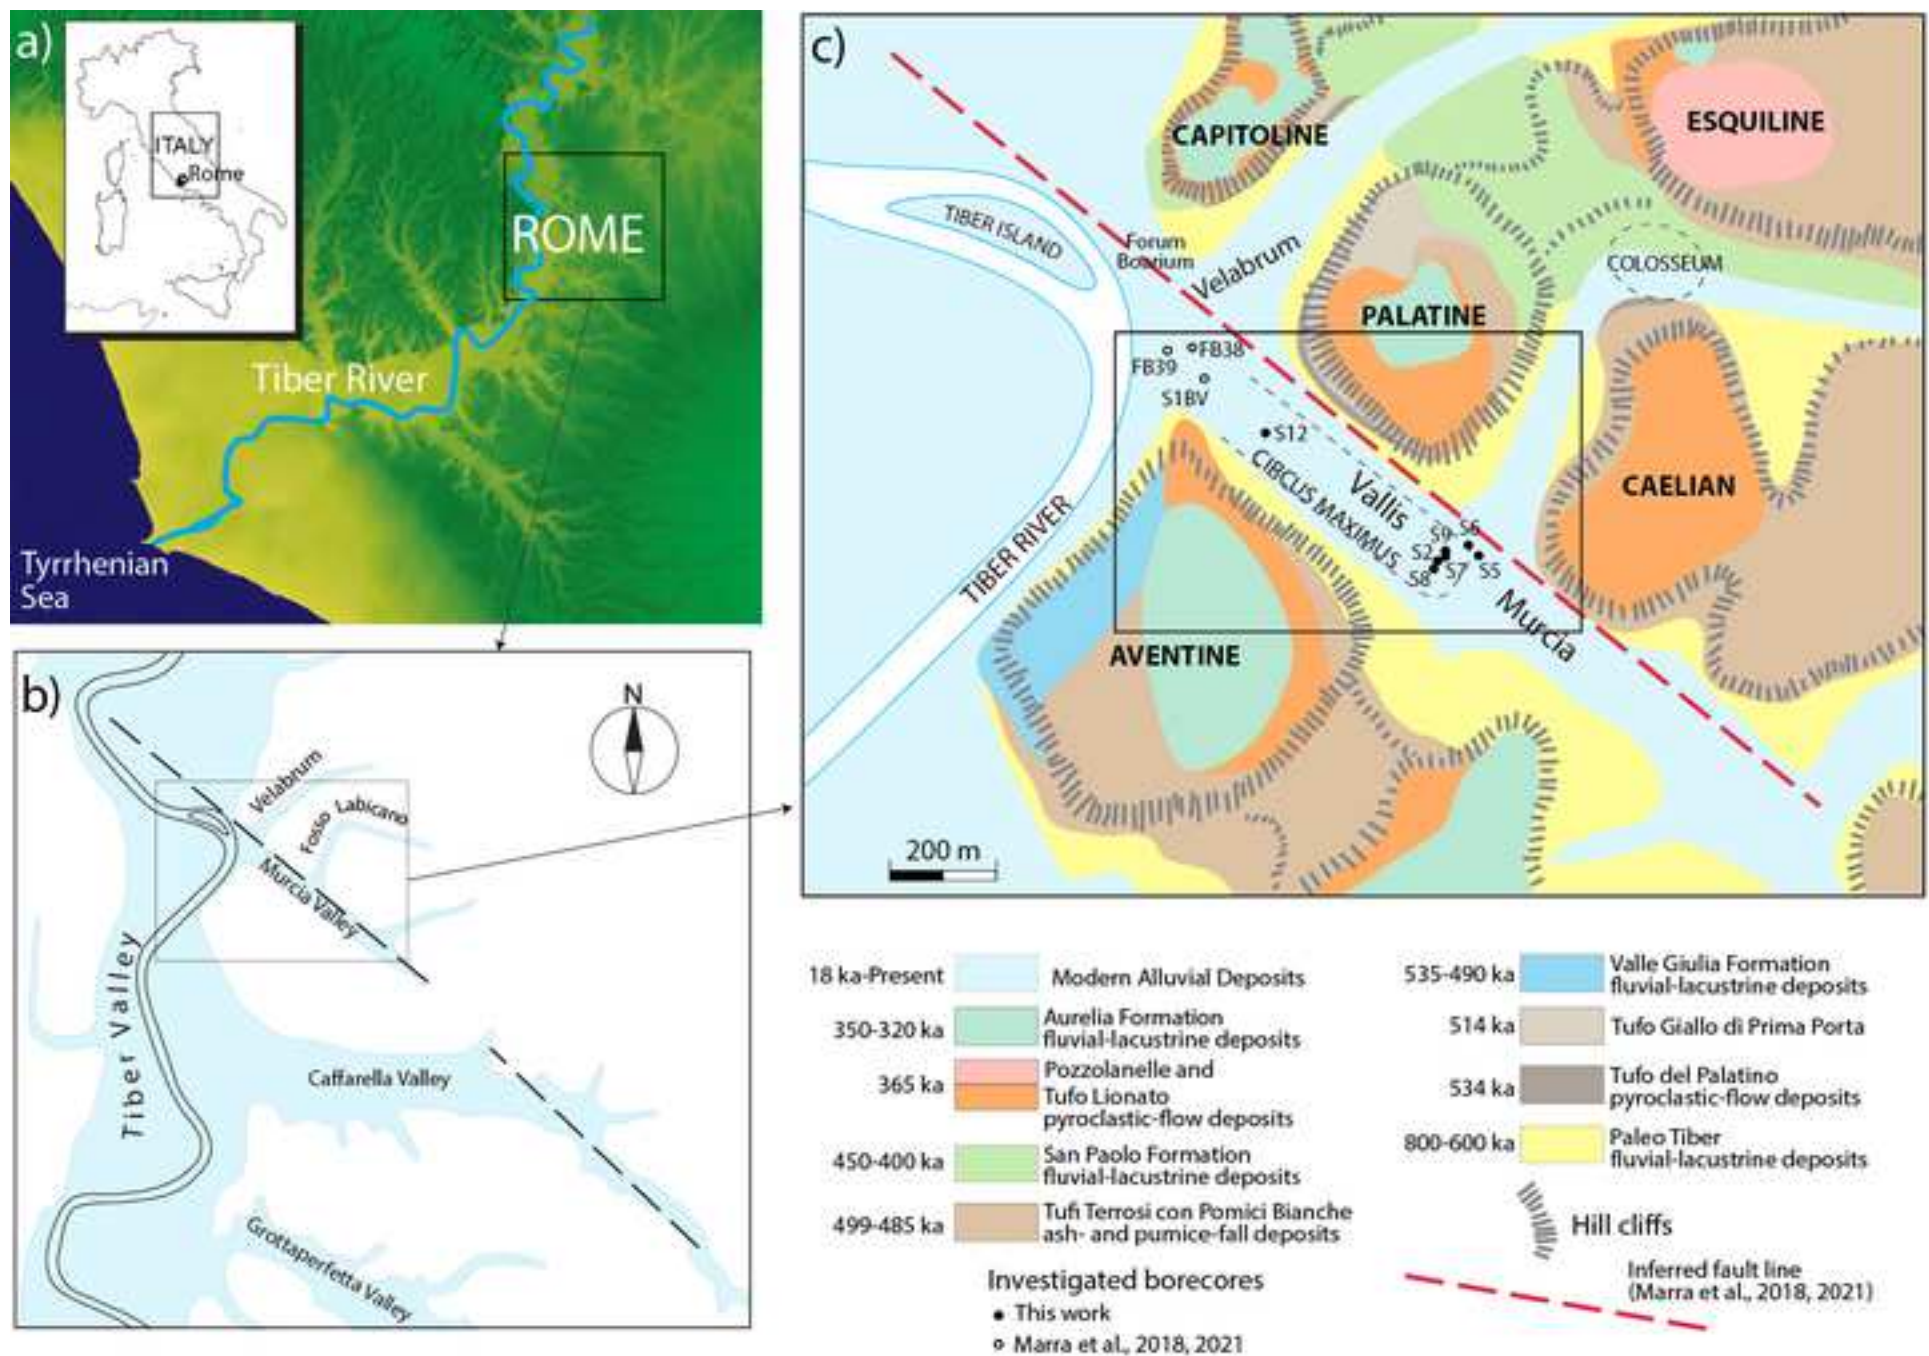 a)
ITALY
Rome
ROME
Tiber River
Tyrrhenian
Sea
b)
N
Velabrum
Fosso Labicano
Murcia Valley
Tiber Valley
Caffarella Valley
Grottaperfetta Valley
c)
CAPITOLINE
ESQUILINE
TIBER ISLAND
Forum
Boarium
Velabrum
COLOSSEUM
PALATINE
FB38
FB39
S1BV
S12
CAELIAN
Vallis
CIRCUS MAXIMUS
S6
S9
S2
S7
S5
S8
TIBER RIVER
Murcia
AVENTINE
200 m
18 ka-Present
Modern Alluvial Deposits
350-320 ka
Aurelia Formation
fluvial-lacustrine deposits
365 ka
Pozzolanelle and
Tufo Lionato
pyroclastic-flow deposits
450-400 ka
San Paolo Formation
fluvial-lacustrine deposits
499-485 ka
Tufi Terrosi con Pomici Bianche
ash- and pumice-fall deposits
Investigated borecores
This work
Marra et al., 2018, 2021
535-490 ka
Valle Giulia Formation
fluvial-lacustrine deposits
514 ka
Tufo Giallo di Prima Porta
534 ka
Tufo del Palatino
pyroclastic-flow deposits
800-600 ka
Paleo Tiber
fluvial-lacustrine deposits
Hill cliffs
Inferred fault line
(Marra et al., 2018, 2021)